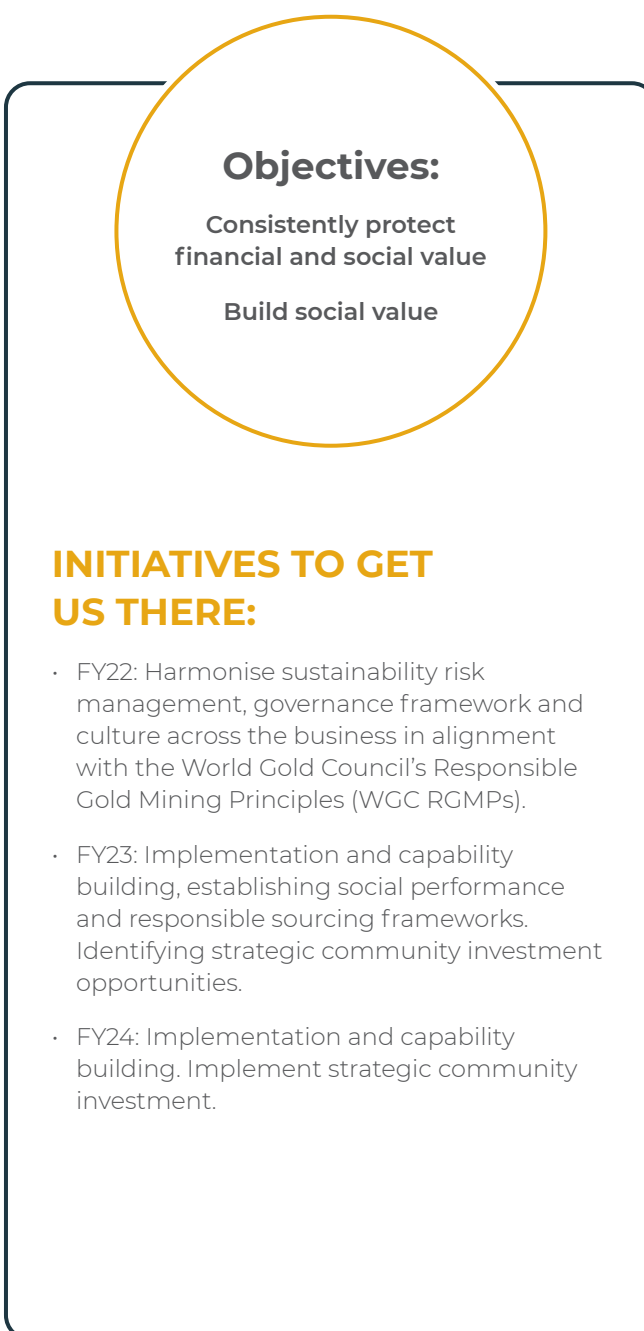 Objectives:
Consistently protect
financial and social value
Build social value
INITIATIVES TO GET
US THERE:
• FY22: Harmonise sustainability risk
management, governance framework and
culture across the business in alignment
with the World Gold Council’s Responsible
Gold Mining Principles (WGC RGMPs).
• FY23: Implementation and capability
building, establishing social performance
and responsible sourcing frameworks.
Identifying strategic community investment
opportunities.
• FY24: Implementation and capability
building. Implement strategic community
investment.